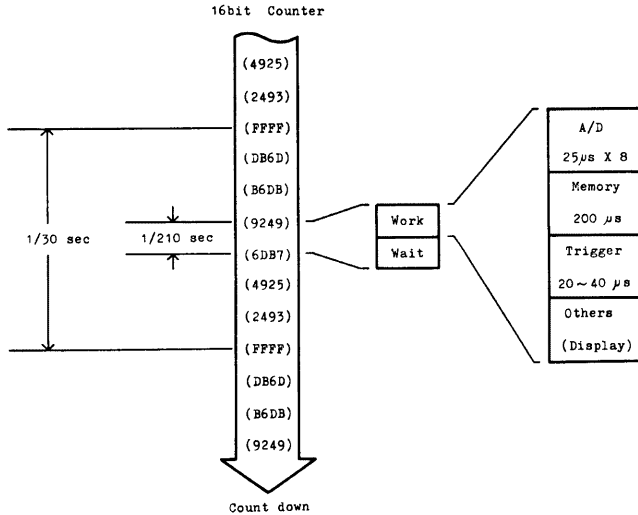 16bit Counter
(4925)
(2493)
(FFFF)
(DB6D)
(B6DB)
(9249)
(6DB7)
(4925)
(2493)
(FFFF)
(DB6D)
(B6DB)
(9249)
Count down
1/30 sec
1/210 sec
Work
Wait
A/D
25μs X 8
Memory
200 μs
Trigger
20~40 μs
Others
(Display)